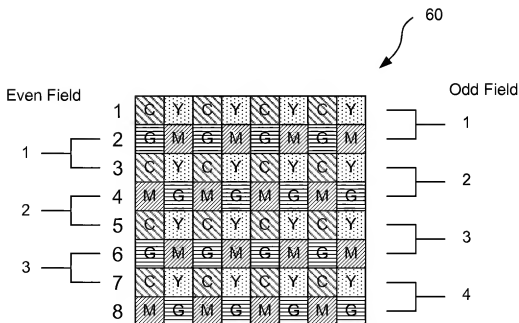 60
Even Field
Odd Field
1 C Y C Y C Y C Y
1
2 G M G M G M G M
1
3 C Y C Y C Y C Y
2
4 M G M G M G M G
2
5 C Y C Y C Y C Y
3
6 G M G M G M G M
3
7 C Y C Y C Y C Y
4
8 M G M G M G M G